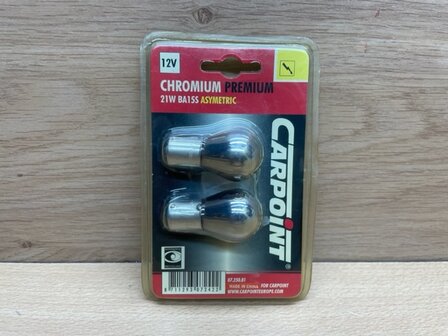 12V
CHROMIUM PREMIUM
21W BA15S ASYMETRIC
CARPOINT®
MADE IN China FOR CARPOINT
WWW.CARPOINTEUROPE.COM